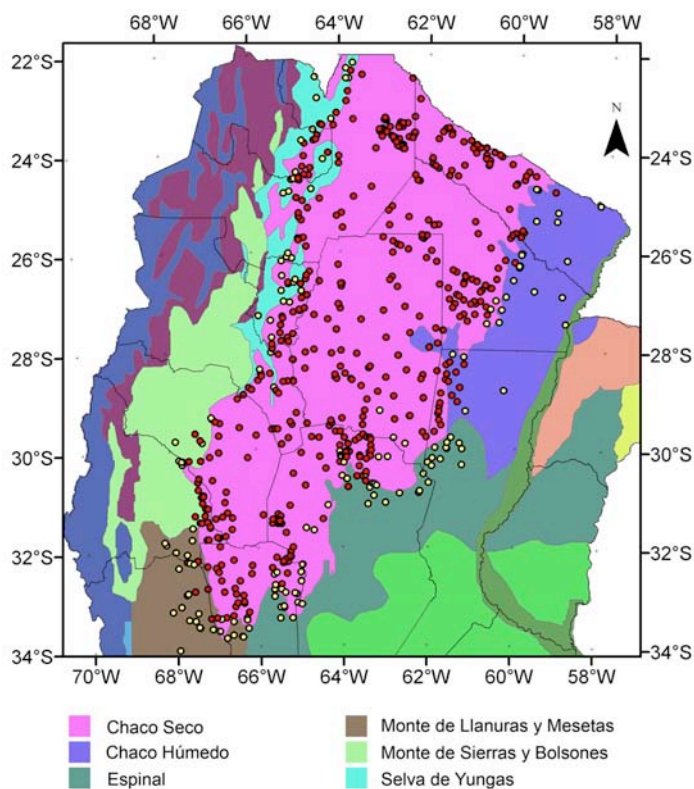 68°W 66°W 64°W 62°W 60°W 58°W
22°S
N
24°S 24°S
26°S 26°S
28°S 28°S
30°S 30°S
32°S 32°S
34°S 34°S
70°W 68°W 66°W 64°W 62°W 60°W 58°W
Chaco Seco Monte de Llanuras y Mesetas
Chaco Húmedo Monte de Sierras y Bolsones
Espinal Selva de Yungas